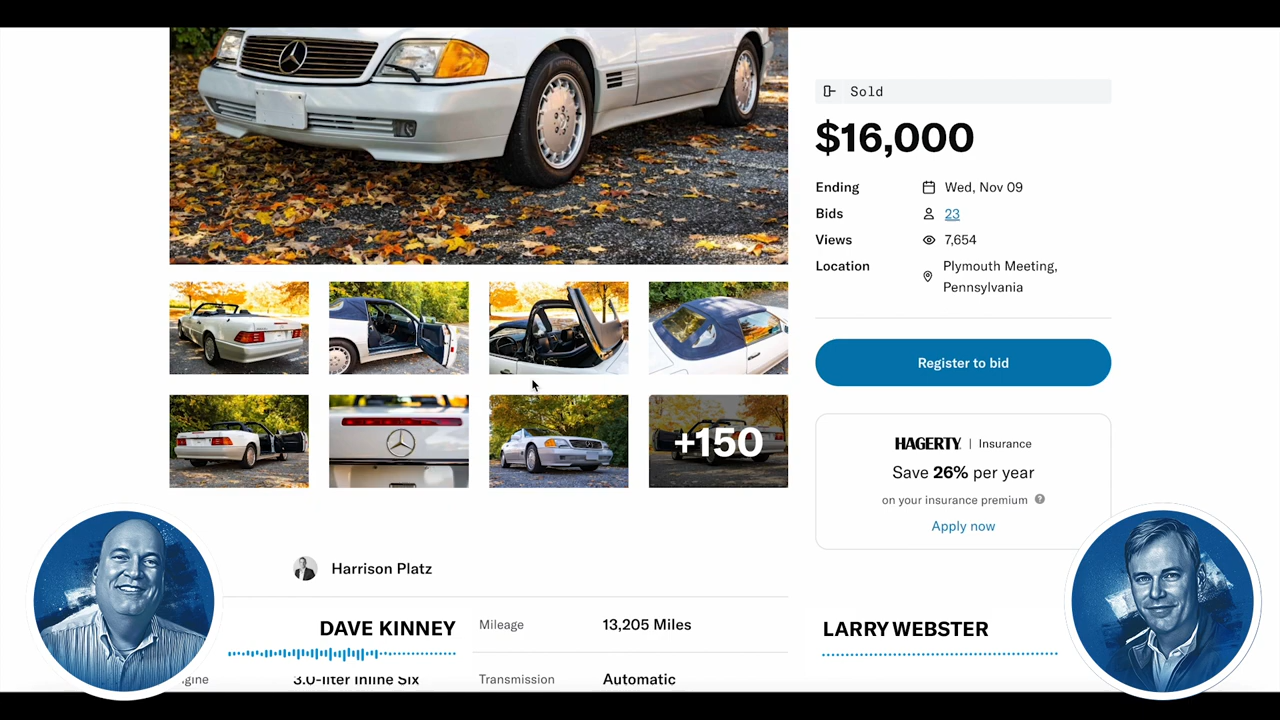 Sold
$16,000
Ending Wed, Nov 09
Bids 23
Views 7,654
Location Plymouth Meeting,
Pennsylvania
Register to bid
+150
HAGERTY | Insurance
Save 26% per year
on your insurance premium ?
Apply now
Harrison Platz
DAVE KINNEY
Mileage 13,205 Miles
LARRY WEBSTER
3.0-liter Inline Six
Transmission Automatic